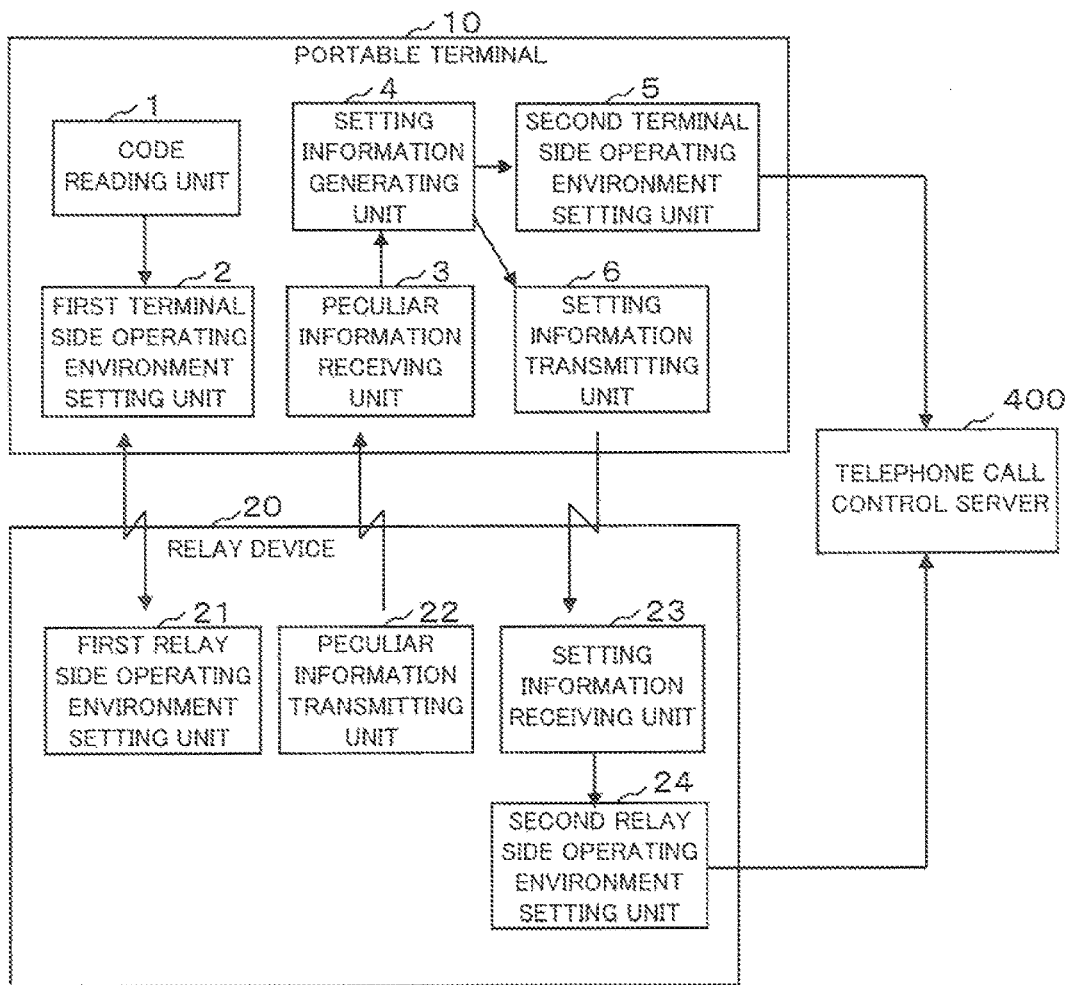 10
PORTABLE TERMINAL
1
CODE
READING UNIT
4
SETTING
INFORMATION
GENERATING
UNIT
5
SECOND TERMINAL
SIDE OPERATING
ENVIRONMENT
SETTING UNIT
2
FIRST TERMINAL
SIDE OPERATING
ENVIRONMENT
SETTING UNIT
3
PECULIAR
INFORMATION
RECEIVING
UNIT
6
SETTING
INFORMATION
TRANSMITTING
UNIT
400
TELEPHONE CALL
CONTROL SERVER
20
RELAY DEVICE
21
FIRST RELAY
SIDE OPERATING
ENVIRONMENT
SETTING UNIT
22
PECULIAR
INFORMATION
TRANSMITTING
UNIT
23
SETTING
INFORMATION
RECEIVING UNIT
24
SECOND RELAY
SIDE OPERATING
ENVIRONMENT
SETTING UNIT